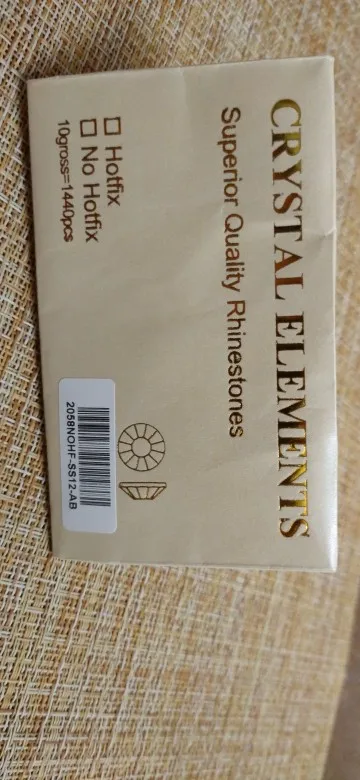 CRYSTAL ELEMENTS
Superior Quality Rhinestones
☐ Hotfix
☐ No Hotfix
10gross=1440pcs
2058NOHF-SS12-AB